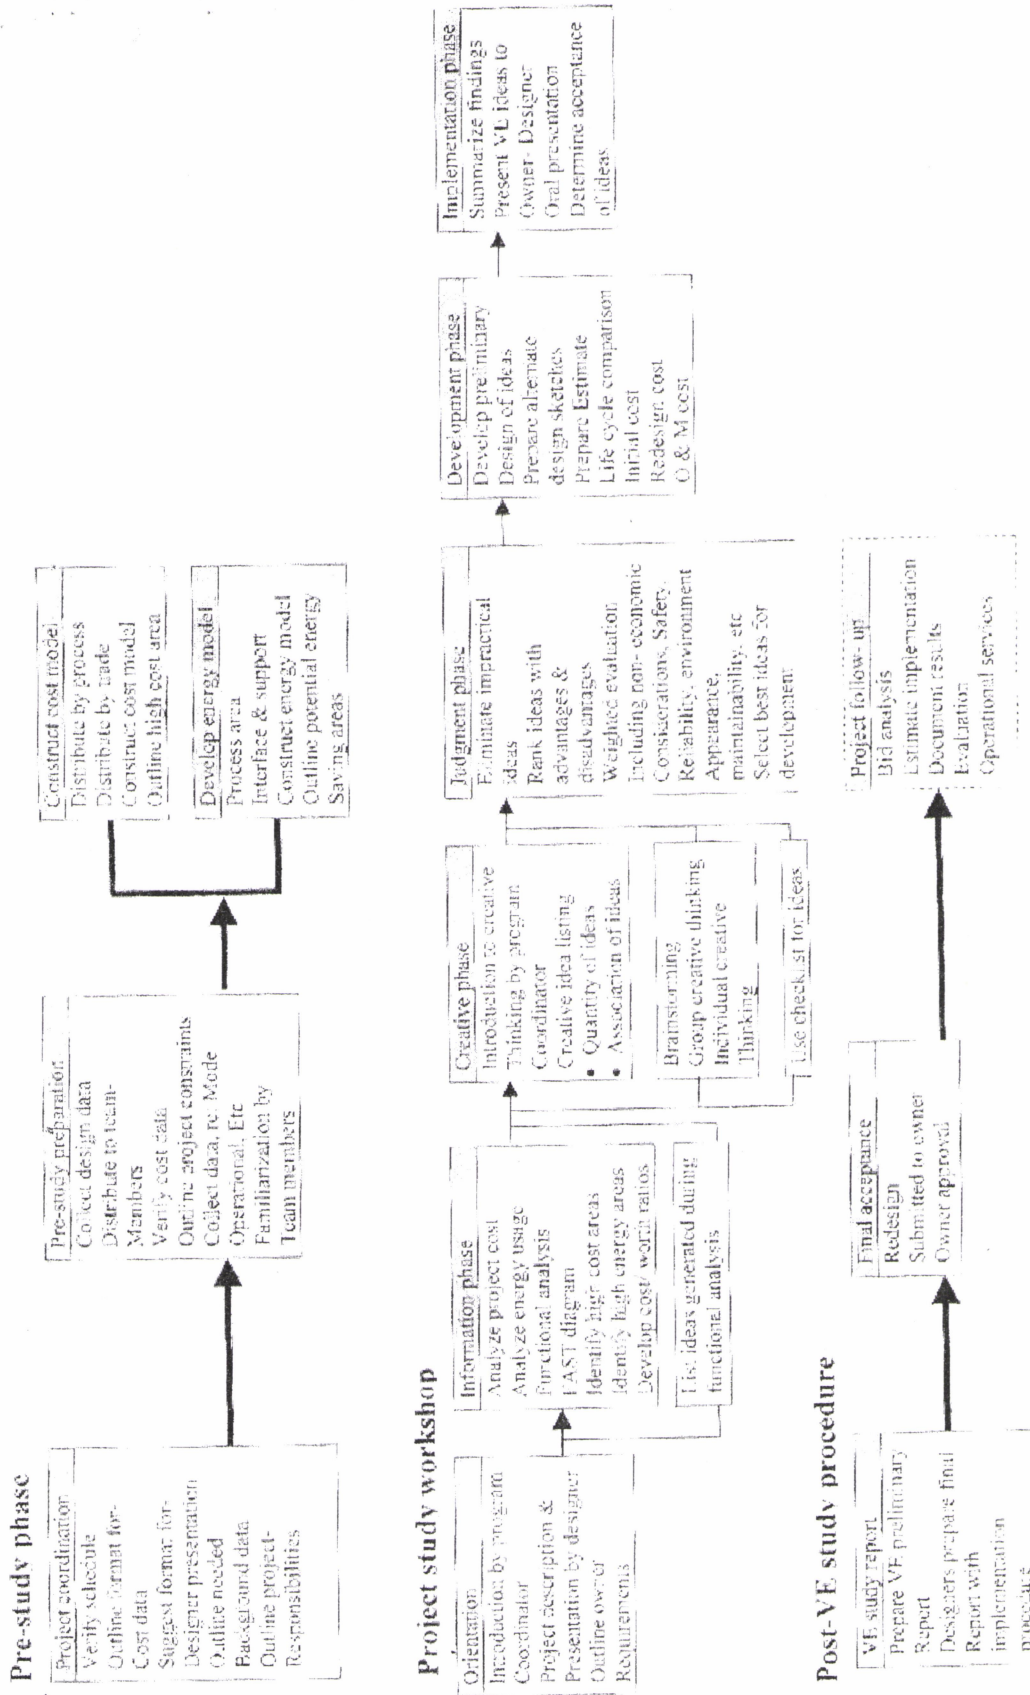 Pre-study phase
Project coordination
Verify schedule
Outline format for-
Cost data
Suggest format for-
Designer presentation
Outline needed
Background data
Outline project-
Responsibilities
Pre-study preparation
Collect design data
Distribute to team-
Members
Verify cost data
Outline project constraints
Collect data, re: Mode
Operational, Etc
Familiarization by
Team members
Construct cost model
Distribute by process
Distribute by trade
Construct cost model
Outline high cost area
Develop energy model
Process area
Interface & support
Construct energy model
Outline potential energy
Saving areas
Project study workshop
Orientation
Introduction by program
Coordinator
Project description &
Presentation by designer
Outline owner
Requirements
Information phase
Analyze project cost
Analyze energy usage
Functional analysis
FAST diagram
Identify high cost areas
Identify high energy areas
Develop cost/ worth ratios
List ideas generated during
functional analysis
Creative phase
Introduction to creative
Thinking by program
Coordinator
Creative idea listing
• Quantity of ideas
• Association of ideas
Brainstorming
Group creative thinking
Individual creative
Thinking
Use checklist for ideas
Judgment phase
Eliminate impractical
ideas
Rank ideas with
advantages &
disadvantages
Weighted evaluation
Including non- economic
Considerations, Safety,
Reliability, environment
Appearance,
maintainability, etc
Select best ideas for
development
Development phase
Develop preliminary
Design of ideas
Prepare alternate
design sketches
Prepare Estimate
Life cycle comparison
Initial cost
Redesign cost
O & M cost
Implementation phase
Summarize findings
Present VE ideas to
Owner- Designer
Oral presentation
Determine acceptance
of ideas
Post-VE study procedure
VE study report
Prepare VE preliminary
Report
Designers prepare final
Report with
implementation
procedure
Final acceptance
Redesign
Submitted to owner
Owner approval
Project follow- up
Bid analysis
Estimate implementation
Document results
Evaluation
Operational services